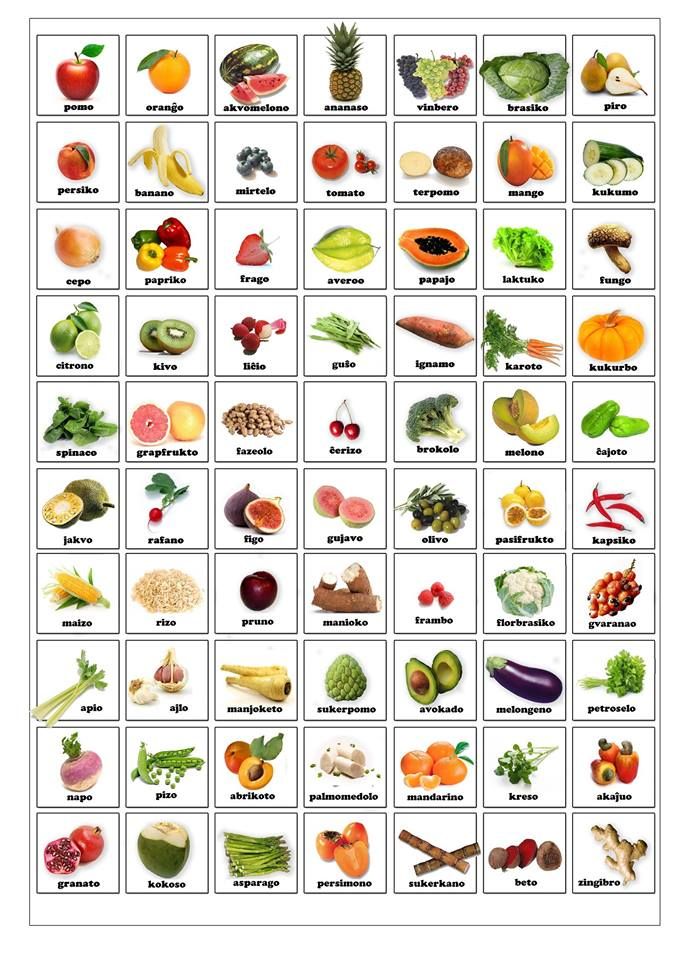 pomo
oranĝo
akvomelono
ananaso
vinbero
brasiko
piro
persiko
banano
mirtelo
tomato
terpomo
mango
kukumo
cepo
papriko
frago
averoo
papajo
laktuko
fungo
citrono
kivo
liĉio
guŝo
ignamo
karoto
kukurbo
spinaco
grapfrukto
fazeolo
ĉerizo
brokolo
melono
ĉajoto
jakvo
rafano
figo
gujavo
olivo
pasifrukto
kapsiko
maizo
rizo
pruno
manioko
frambo
florbrasiko
gvaranao
apio
ajlo
manjoketo
sukerpomo
avokado
melongeno
petroselo
napo
pizo
abrikoto
palmomedolo
mandarino
kreso
akaĵuo
granato
kokoso
asparago
persimono
sukerkano
beto
zingibro